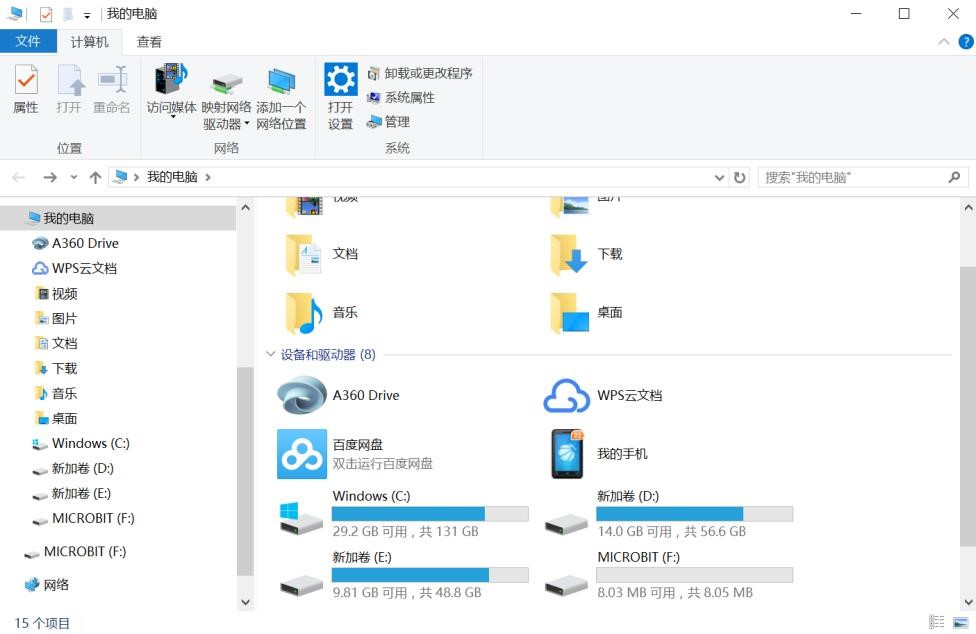 我的电脑
文件 计算机 查看
属性 打开 重命名 访问媒体 映射网络驱动器 添加一个网络位置 打开设置 卸载或更改程序
系统属性
管理
位置 网络 系统
我的电脑 搜索"我的电脑"
我的电脑
A360 Drive
WPS云文档
视频
图片
文档
下载
音乐
桌面
Windows (C:)
新加卷 (D:)
新加卷 (E:)
MICROBIT (F:)
MICROBIT (F:)
网络
视频 图片
文档 下载
音乐 桌面
设备和驱动器 (8)
A360 Drive WPS云文档
百度网盘
双击运行百度网盘
我的手机
23
Windows (C:)
29.2 GB 可用，共 131 GB
新加卷 (D:)
14.0 GB 可用，共 56.6 GB
新加卷 (E:)
9.81 GB 可用，共 48.8 GB
MICROBIT (F:)
8.03 MB 可用，共 8.05 MB
15 个项目